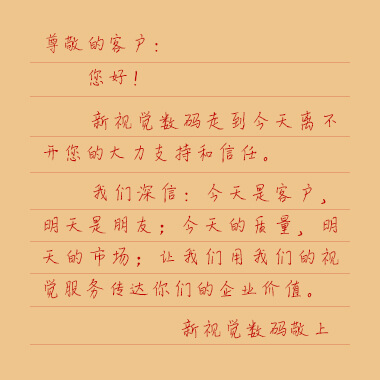 尊敬的客户：
您好！
新视觉数码走到今天离不
开您的大力支持和信任。
我们深信：今天是客户，
明天是朋友；今天的质量，明
天的市场；让我们用我们的视
觉服务传达你们的企业价值。
新视觉数码敬上